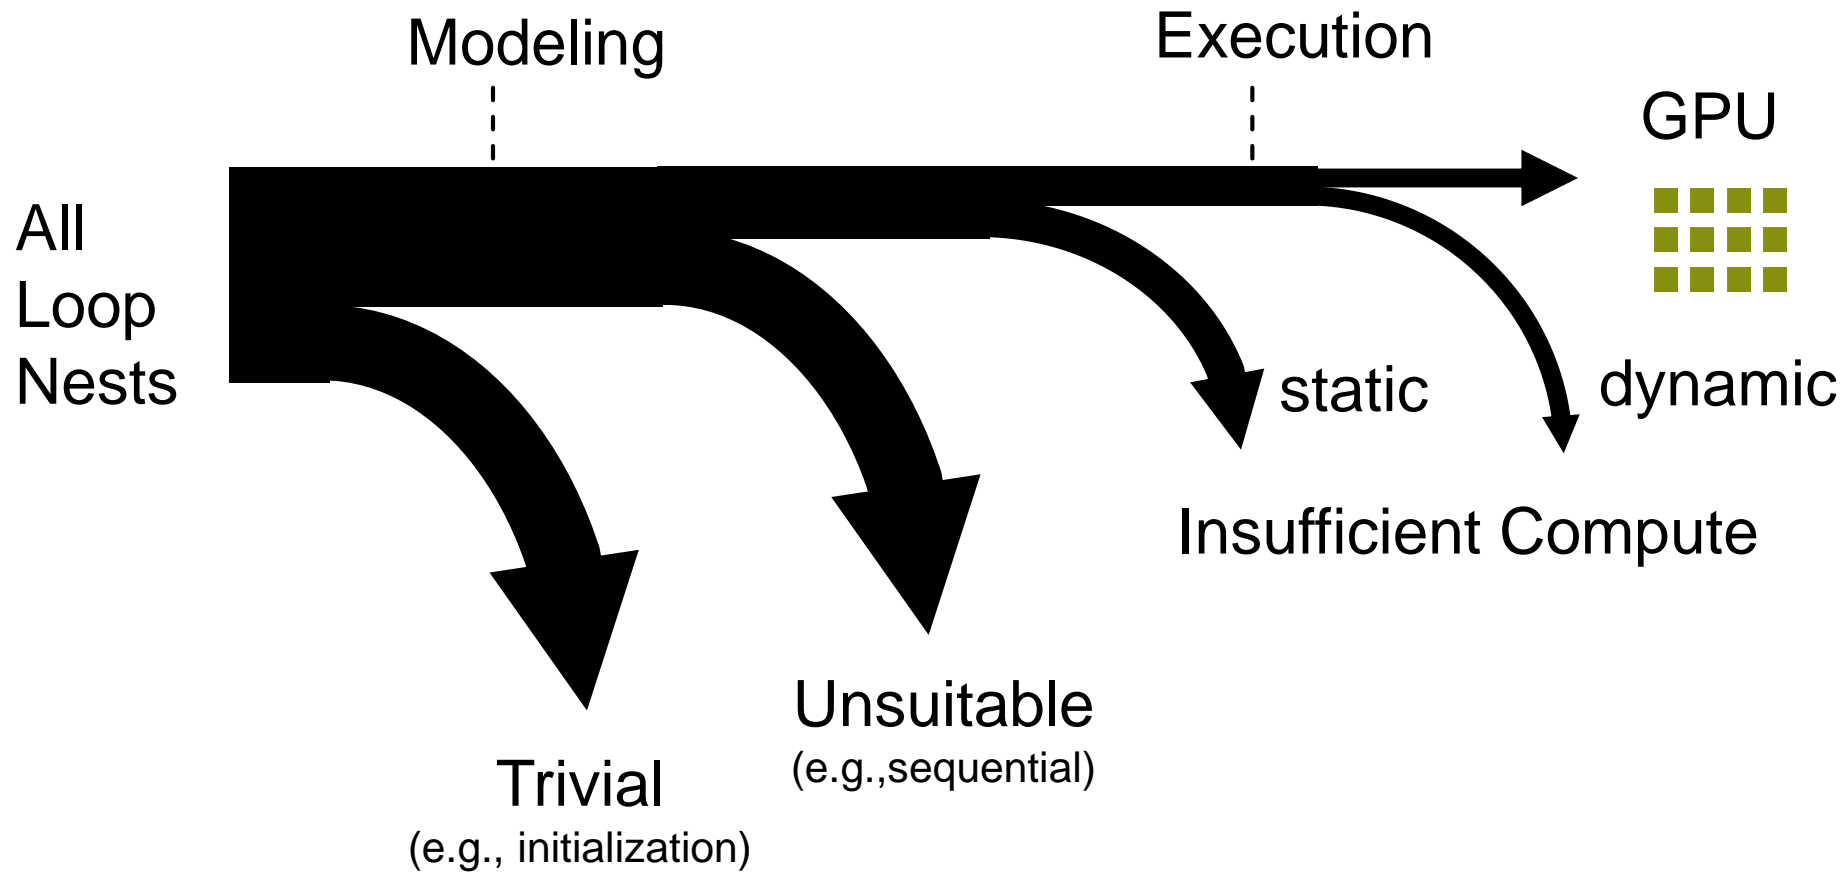 Modeling
Execution
GPU
All
Loop
Nests
static
dynamic
Insufficient Compute
Unsuitable
(e.g.,sequential)
Trivial
(e.g., initialization)